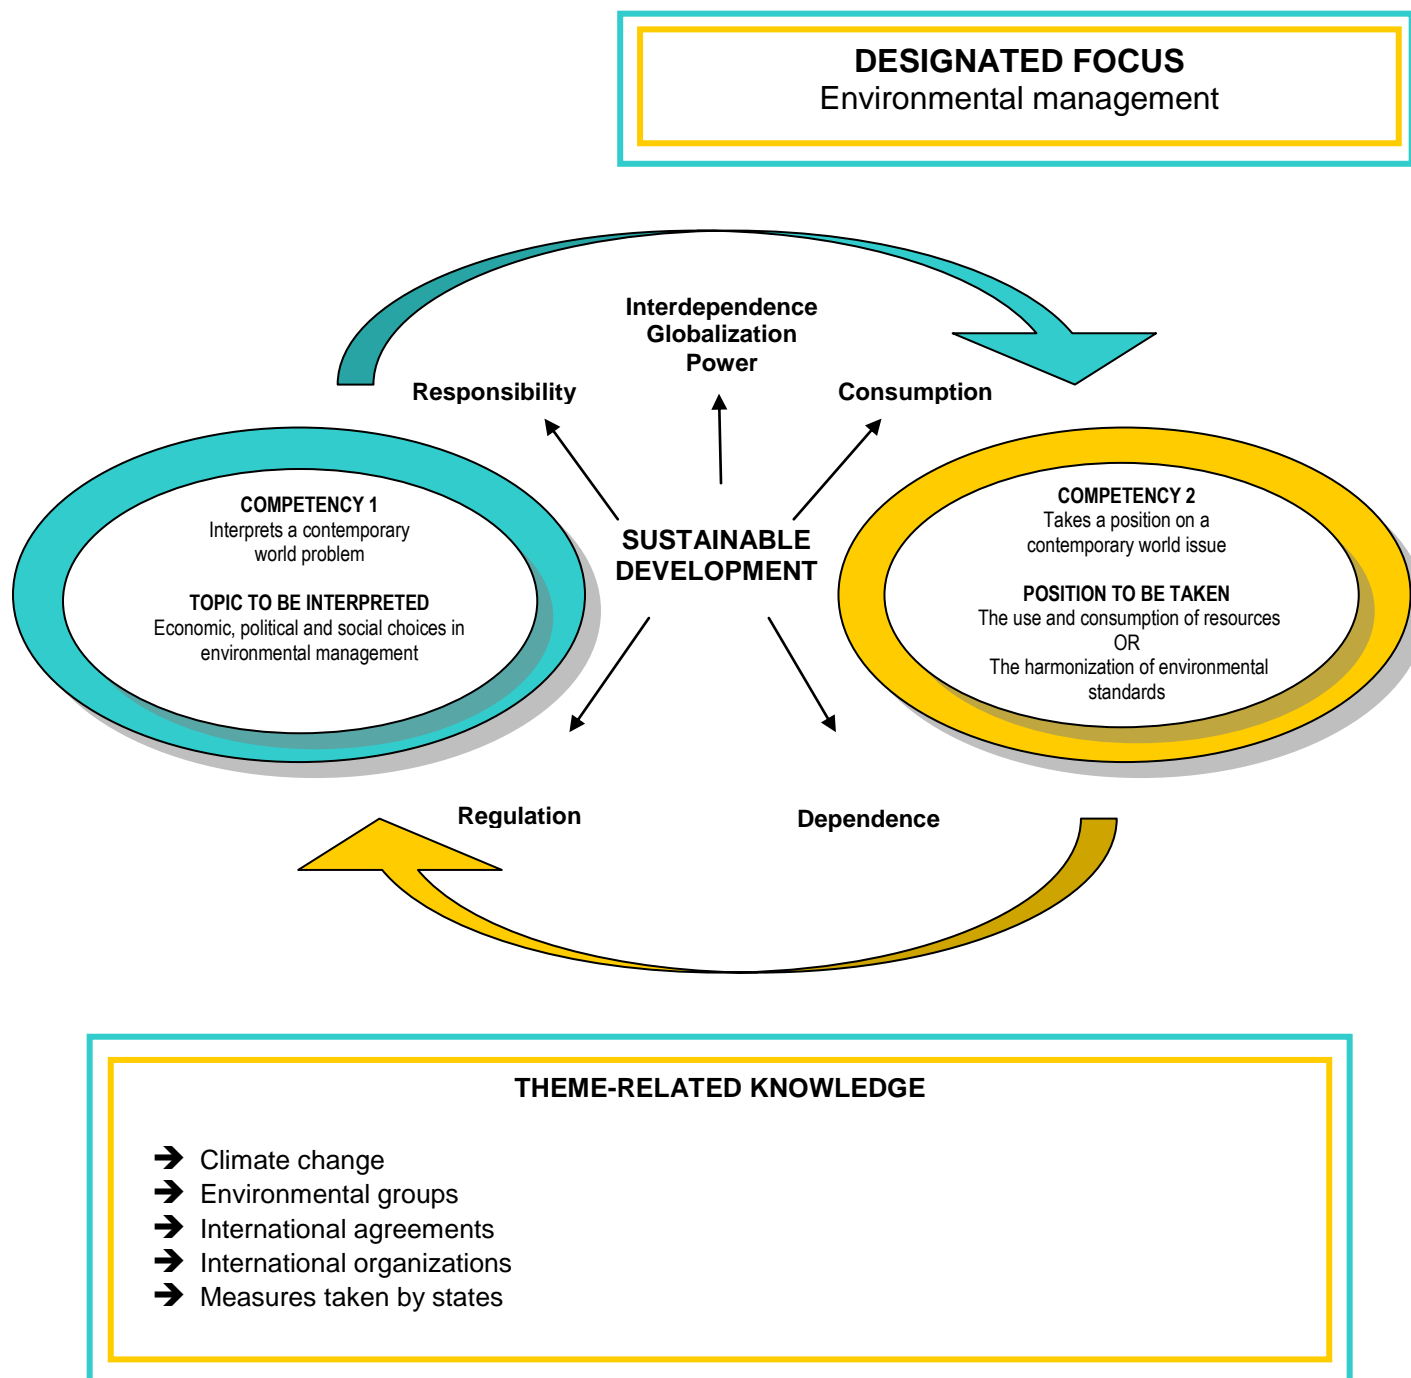 DESIGNATED FOCUS
Environmental management
Interdependence
Globalization
Power
Responsibility
Consumption
COMPETENCY 1
Interprets a contemporary
world problem
TOPIC TO BE INTERPRETED
Economic, political and social choices in
environmental management
SUSTAINABLE
DEVELOPMENT
COMPETENCY 2
Takes a position on a
contemporary world issue
POSITION TO BE TAKEN
The use and consumption of resources
OR
The harmonization of environmental
standards
Regulation
Dependence
THEME-RELATED KNOWLEDGE
➔ Climate change
➔ Environmental groups
➔ International agreements
➔ International organizations
➔ Measures taken by states